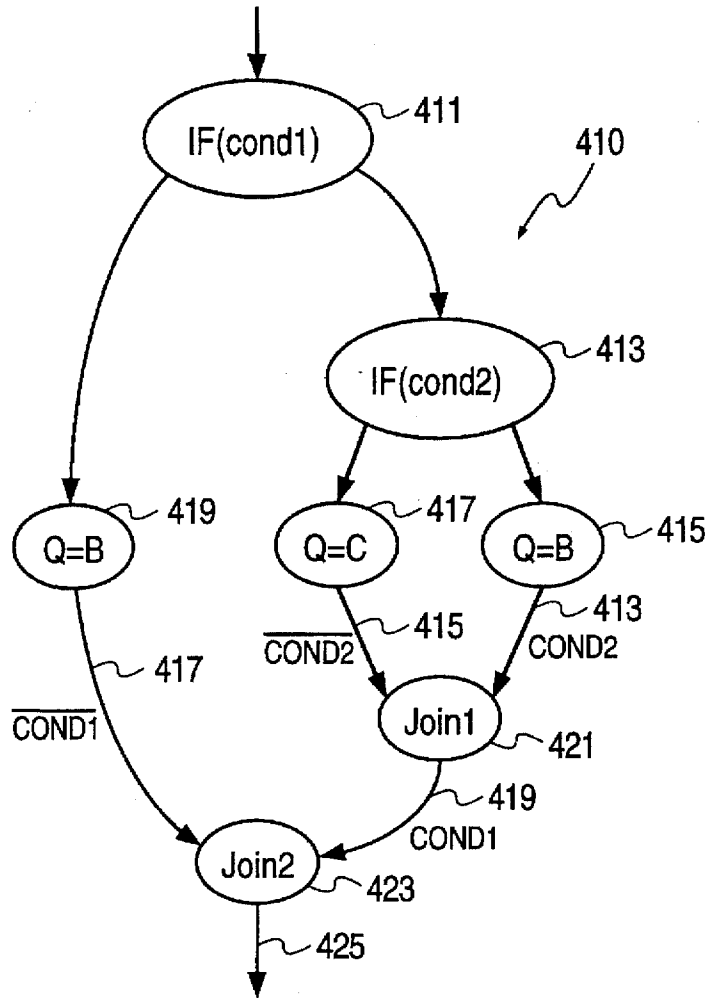 411
IF(cond1)
410
413
IF(cond2)
419
417
415
Q=B
Q=C
Q=B
413
415
COND2
COND2
417
COND1
Join1
421
419
COND1
Join2
423
425